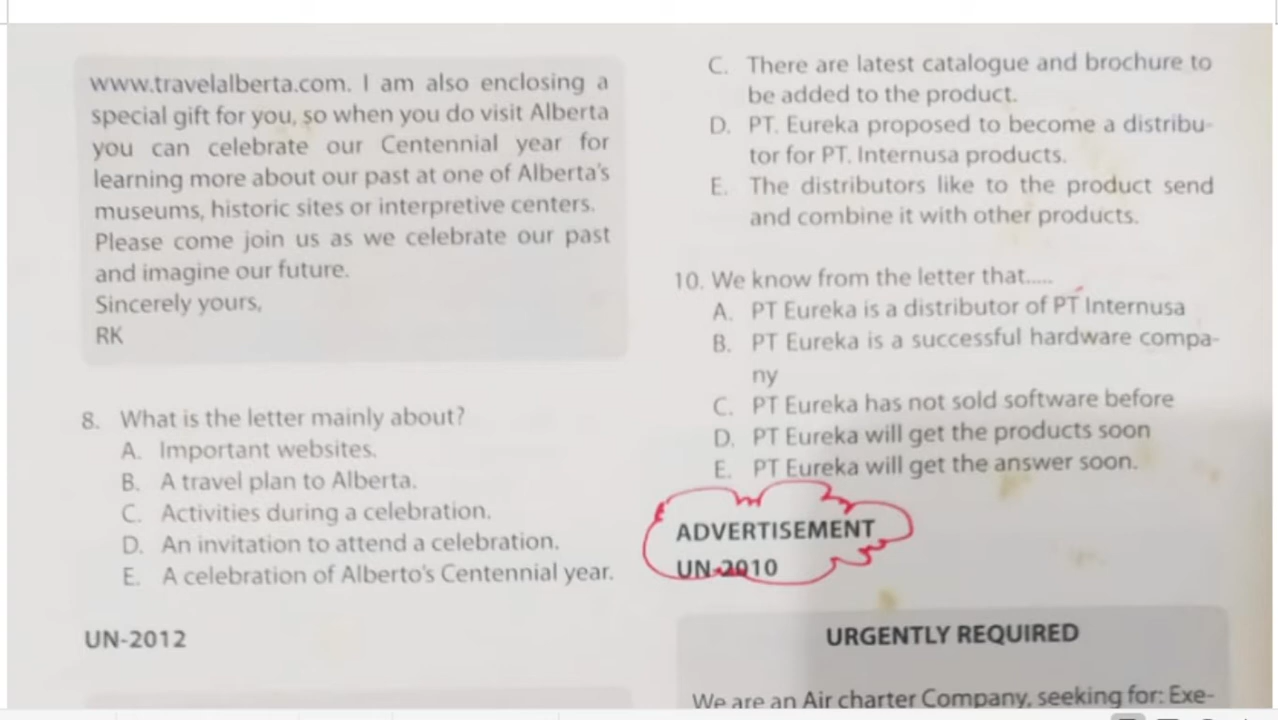 www.travelalberta.com. I am also enclosing a
special gift for you, so when you do visit Alberta
you can celebrate our Centennial year for
learning more about our past at one of Alberta's
museums, historic sites or interpretive centers.
Please come join us as we celebrate our past
and imagine our future.
Sincerely yours,
RK
8. What is the letter mainly about?
A. Important websites.
B. A travel plan to Alberta.
C. Activities during a celebration.
D. An invitation to attend a celebration.
E. A celebration of Alberto's Centennial year.
UN-2012
C. There are latest catalogue and brochure to
be added to the product.
D. PT. Eureka proposed to become a distribu-
tor for PT. Internusa products.
E. The distributors like to the product send
and combine it with other products.
10. We know from the letter that.....
A. PT Eureka is a distributor of PT Internusa
B. PT Eureka is a successful hardware compa-
ny
C. PT Eureka has not sold software before
D. PT Eureka will get the products soon
E. PT Eureka will get the answer soon.
ADVERTISEMENT
UN-2010
URGENTLY REQUIRED
We are an Air charter Company, seeking for: Exe-